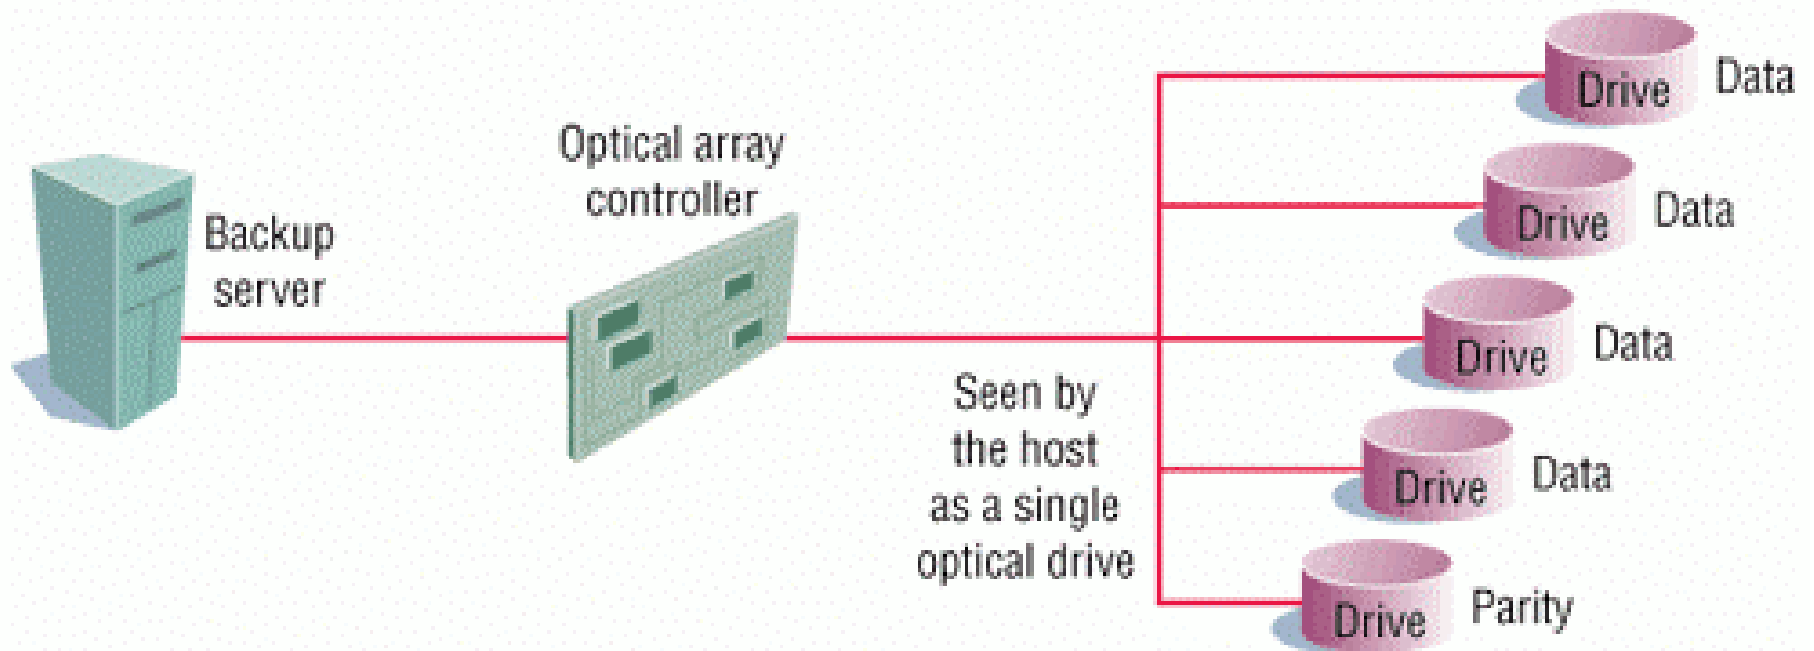 Backup
server
Optical array
controller
Seen by
the host
as a single
optical drive
Drive Data
Drive Data
Drive Data
Drive Data
Drive Parity